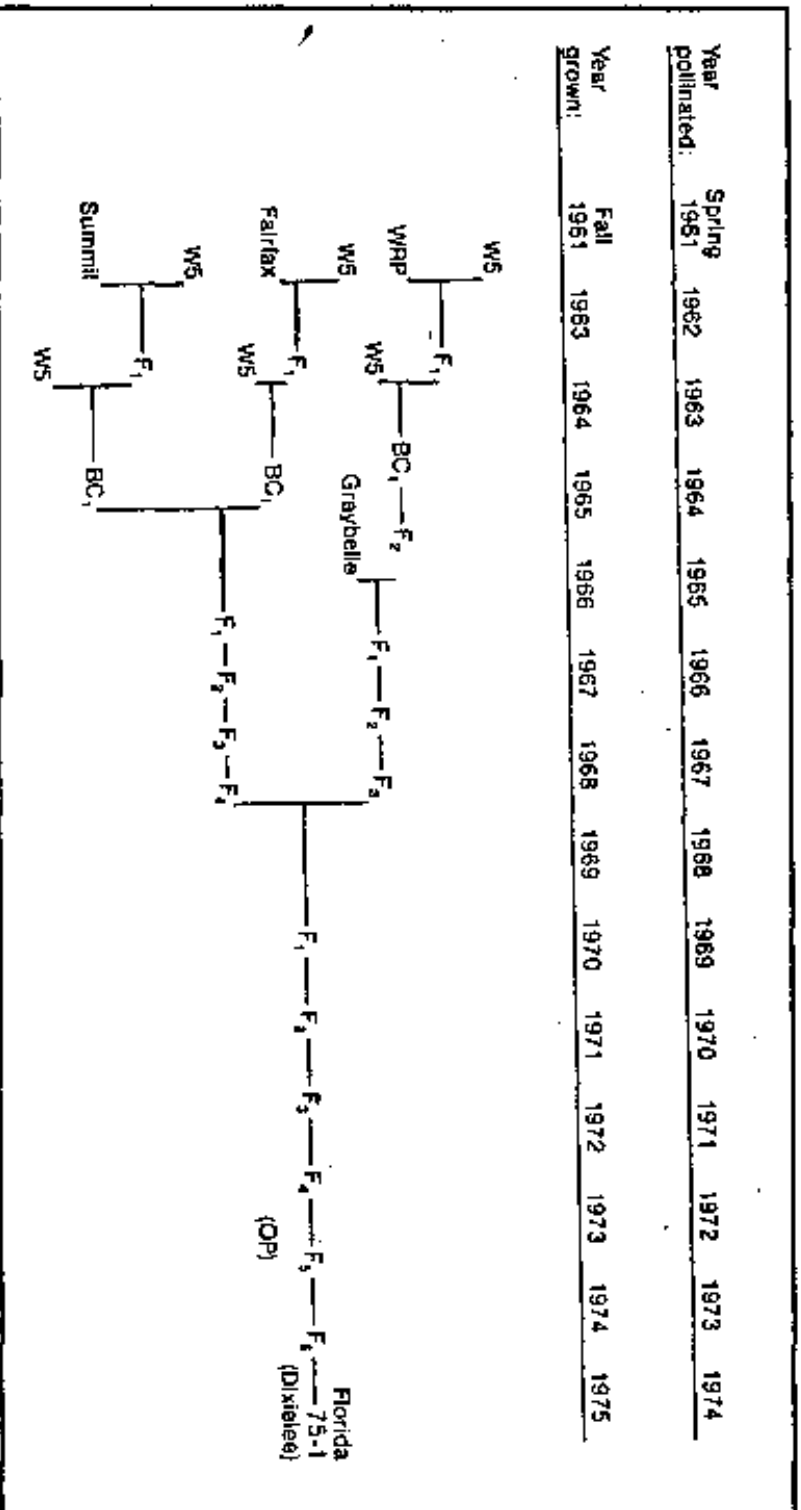 Year Spring
pollinated: 1961 1962 1963 1964 1965 1966 1967 1968 1969 1970 1971 1972 1973 1974
Year Fall
grown: 1961 1963 1964 1965 1966 1967 1968 1969 1970 1971 1972 1973 1974 1975
W5
F₁
WRP BC₁ F₂
W5 F₁ F₂ F₃
Graybelle
W5
Florida
F₁ F₁ F₂ F₃ F₄ F₅ F₆ 75-1
(Dixielee)
Fairfax BC₁ (OP)
W5
F₁ F₂ F₃ F₄
W5
F₁
Summit BC₁
W5